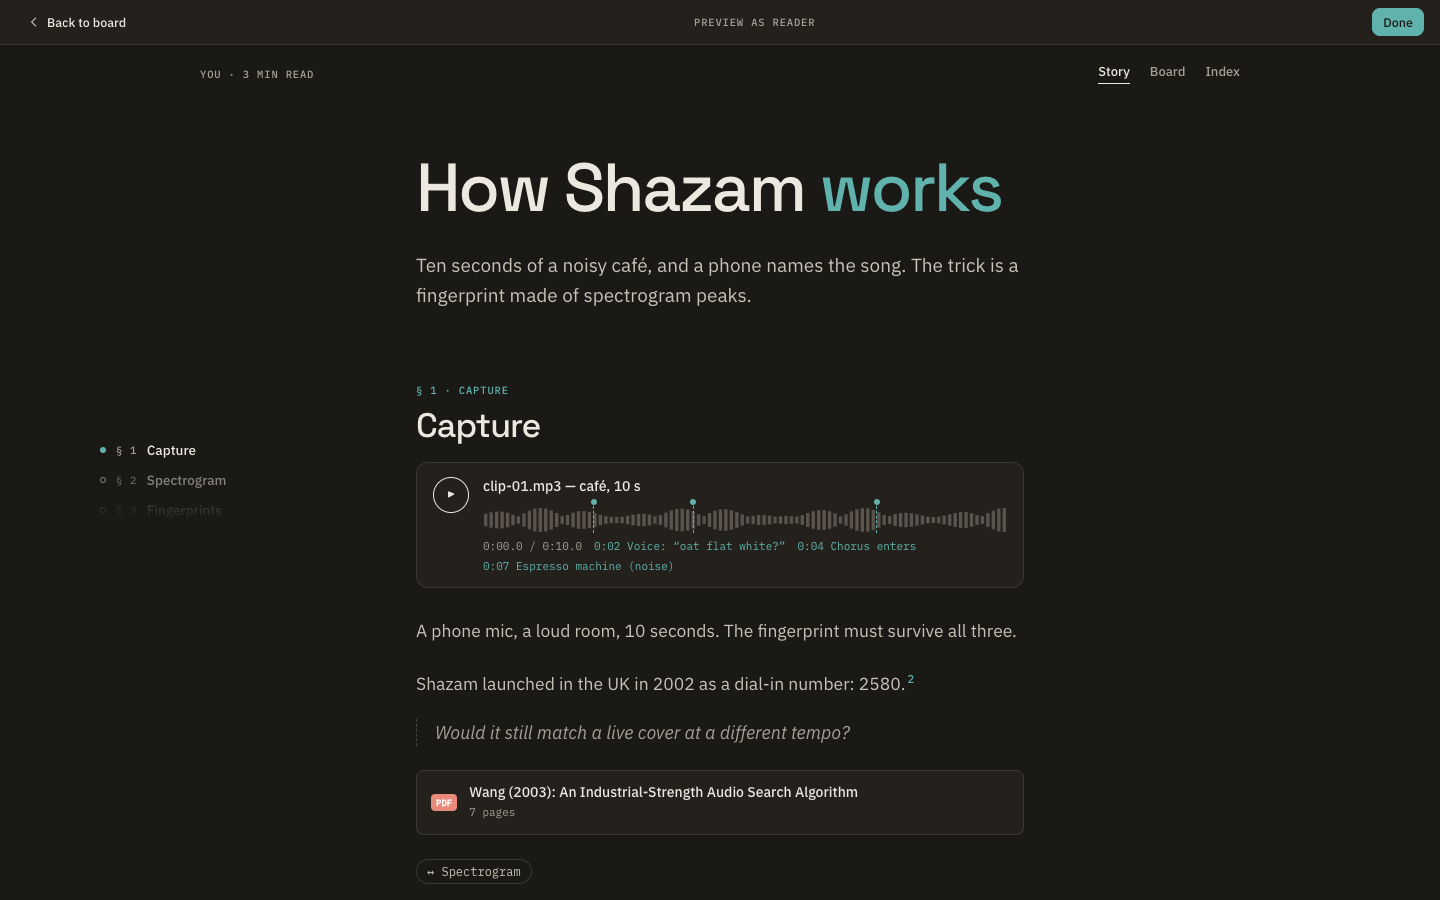 Back to board
PREVIEW AS READER
Done
YOU · 3 MIN READ
Story
Board
Index
How Shazam works
Ten seconds of a noisy café, and a phone names the song. The trick is a
fingerprint made of spectrogram peaks.
§ 1 · CAPTURE
Capture
§ 1 Capture
§ 2 Spectrogram
§ 3 Fingerprints
clip-01.mp3 — café, 10 s
0:00.0 / 0:10.0 0:02 Voice: “oat flat white?” 0:04 Chorus enters
0:07 Espresso machine (noise)
A phone mic, a loud room, 10 seconds. The fingerprint must survive all three.
Shazam launched in the UK in 2002 as a dial-in number: 2580.2
Would it still match a live cover at a different tempo?
PDF
Wang (2003): An Industrial-Strength Audio Search Algorithm
7 pages
↔ Spectrogram